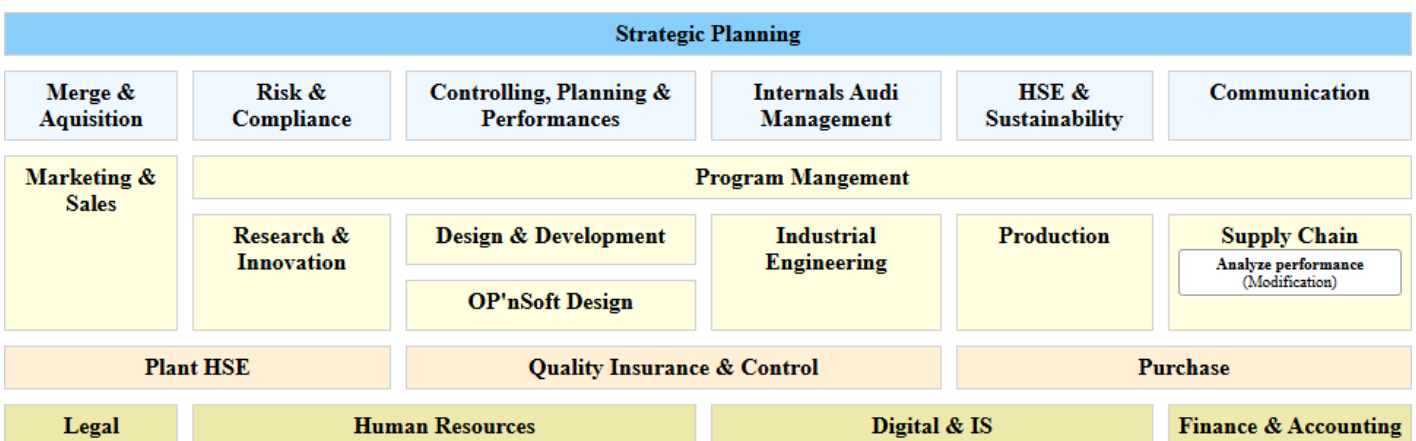 Strategic Planning
Merge &
Aquisition
Risk &
Compliance
Controlling, Planning &
Performances
Internals Audi
Management
HSE &
Sustainability
Communication
Marketing &
Sales
Program Mangement
Research &
Innovation
Design & Development
OP'nSoft Design
Industrial
Engineering
Production
Supply Chain
Analyze performance
(Modification)
Plant HSE
Quality Insurance & Control
Purchase
Legal
Human Resources
Digital & IS
Finance & Accounting